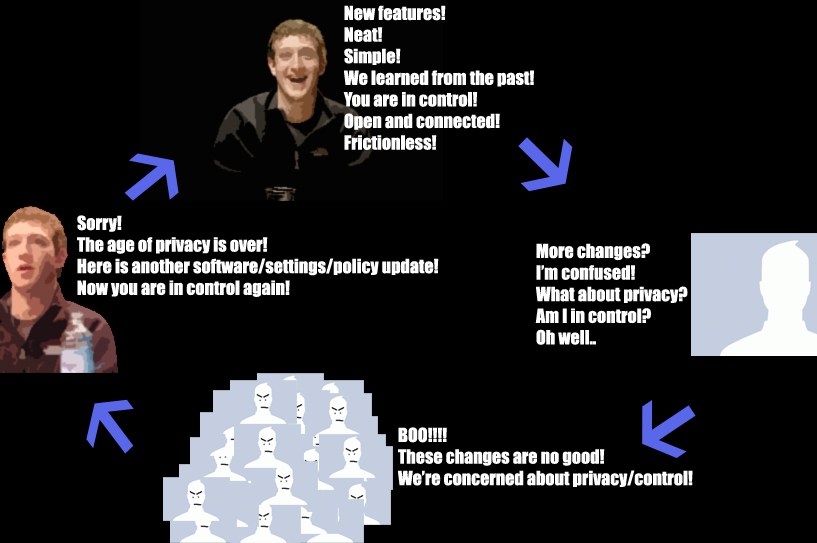 New features!
Neat!
Simple!
We learned from the past!
You are in control!
Open and connected!
Frictionless!
More changes?
I'm confused!
What about privacy?
Am I in control?
Oh well..
BOO!!!!
These changes are no good!
We're concerned about privacy/control!
Sorry!
The age of privacy is over!
Here is another software/settings/policy update!
Now you are in control again!